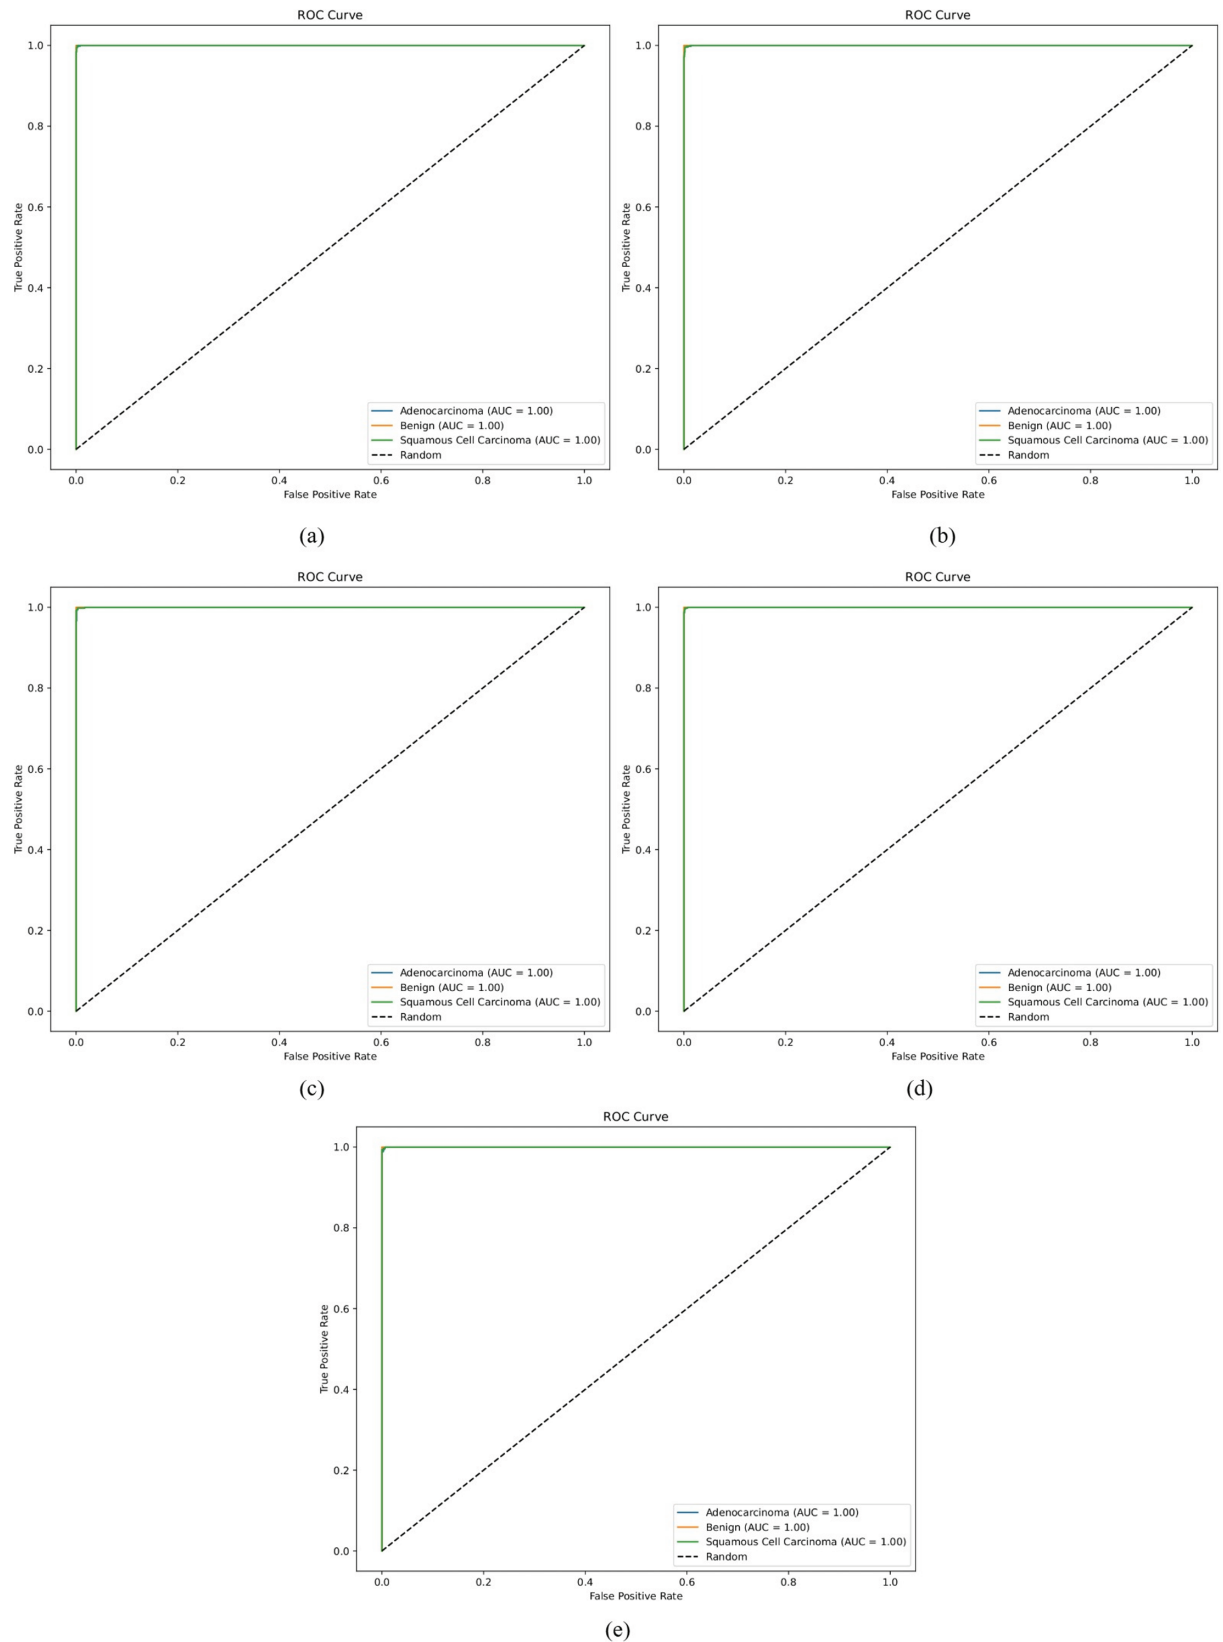 ROC Curve
1.0
0.8
0.6
0.4
0.2
0.0
True Positive Rate
Adenocarcinoma (AUC = 1.00)
Benign (AUC = 1.00)
Squamous Cell Carcinoma (AUC = 1.00)
Random
0.0 0.2 0.4 0.6 0.8 1.0
False Positive Rate
(a)
ROC Curve
1.0
0.8
0.6
0.4
0.2
0.0
True Positive Rate
Adenocarcinoma (AUC = 1.00)
Benign (AUC = 1.00)
Squamous Cell Carcinoma (AUC = 1.00)
Random
0.0 0.2 0.4 0.6 0.8 1.0
False Positive Rate
(b)
ROC Curve
1.0
0.8
0.6
0.4
0.2
0.0
True Positive Rate
Adenocarcinoma (AUC = 1.00)
Benign (AUC = 1.00)
Squamous Cell Carcinoma (AUC = 1.00)
Random
0.0 0.2 0.4 0.6 0.8 1.0
False Positive Rate
(c)
ROC Curve
1.0
0.8
0.6
0.4
0.2
0.0
True Positive Rate
Adenocarcinoma (AUC = 1.00)
Benign (AUC = 1.00)
Squamous Cell Carcinoma (AUC = 1.00)
Random
0.0 0.2 0.4 0.6 0.8 1.0
False Positive Rate
(d)
ROC Curve
1.0
0.8
0.6
0.4
0.2
0.0
True Positive Rate
Adenocarcinoma (AUC = 1.00)
Benign (AUC = 1.00)
Squamous Cell Carcinoma (AUC = 1.00)
Random
0.0 0.2 0.4 0.6 0.8 1.0
False Positive Rate
(e)